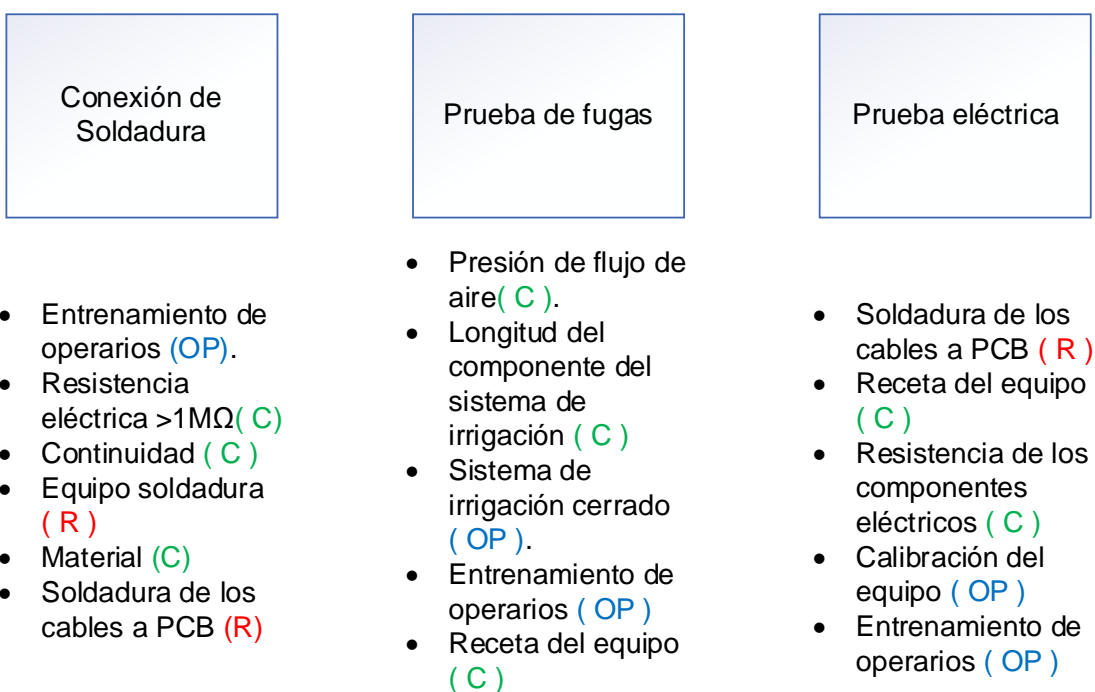 Conexión de
Soldadura
Prueba de fugas
Prueba eléctrica
• Entrenamiento de
operarios (OP).
• Resistencia
eléctrica >1MΩ( C)
• Continuidad ( C )
• Equipo soldadura
( R )
• Material (C)
• Soldadura de los
cables a PCB (R)
• Presión de flujo de
aire( C ).
• Longitud del
componente del
sistema de
irrigación ( C )
• Sistema de
irrigación cerrado
( OP ).
• Entrenamiento de
operarios ( OP )
• Receta del equipo
( C )
• Soldadura de los
cables a PCB ( R )
• Receta del equipo
( C )
• Resistencia de los
componentes
eléctricos ( C )
• Calibración del
equipo ( OP )
• Entrenamiento de
operarios ( OP )